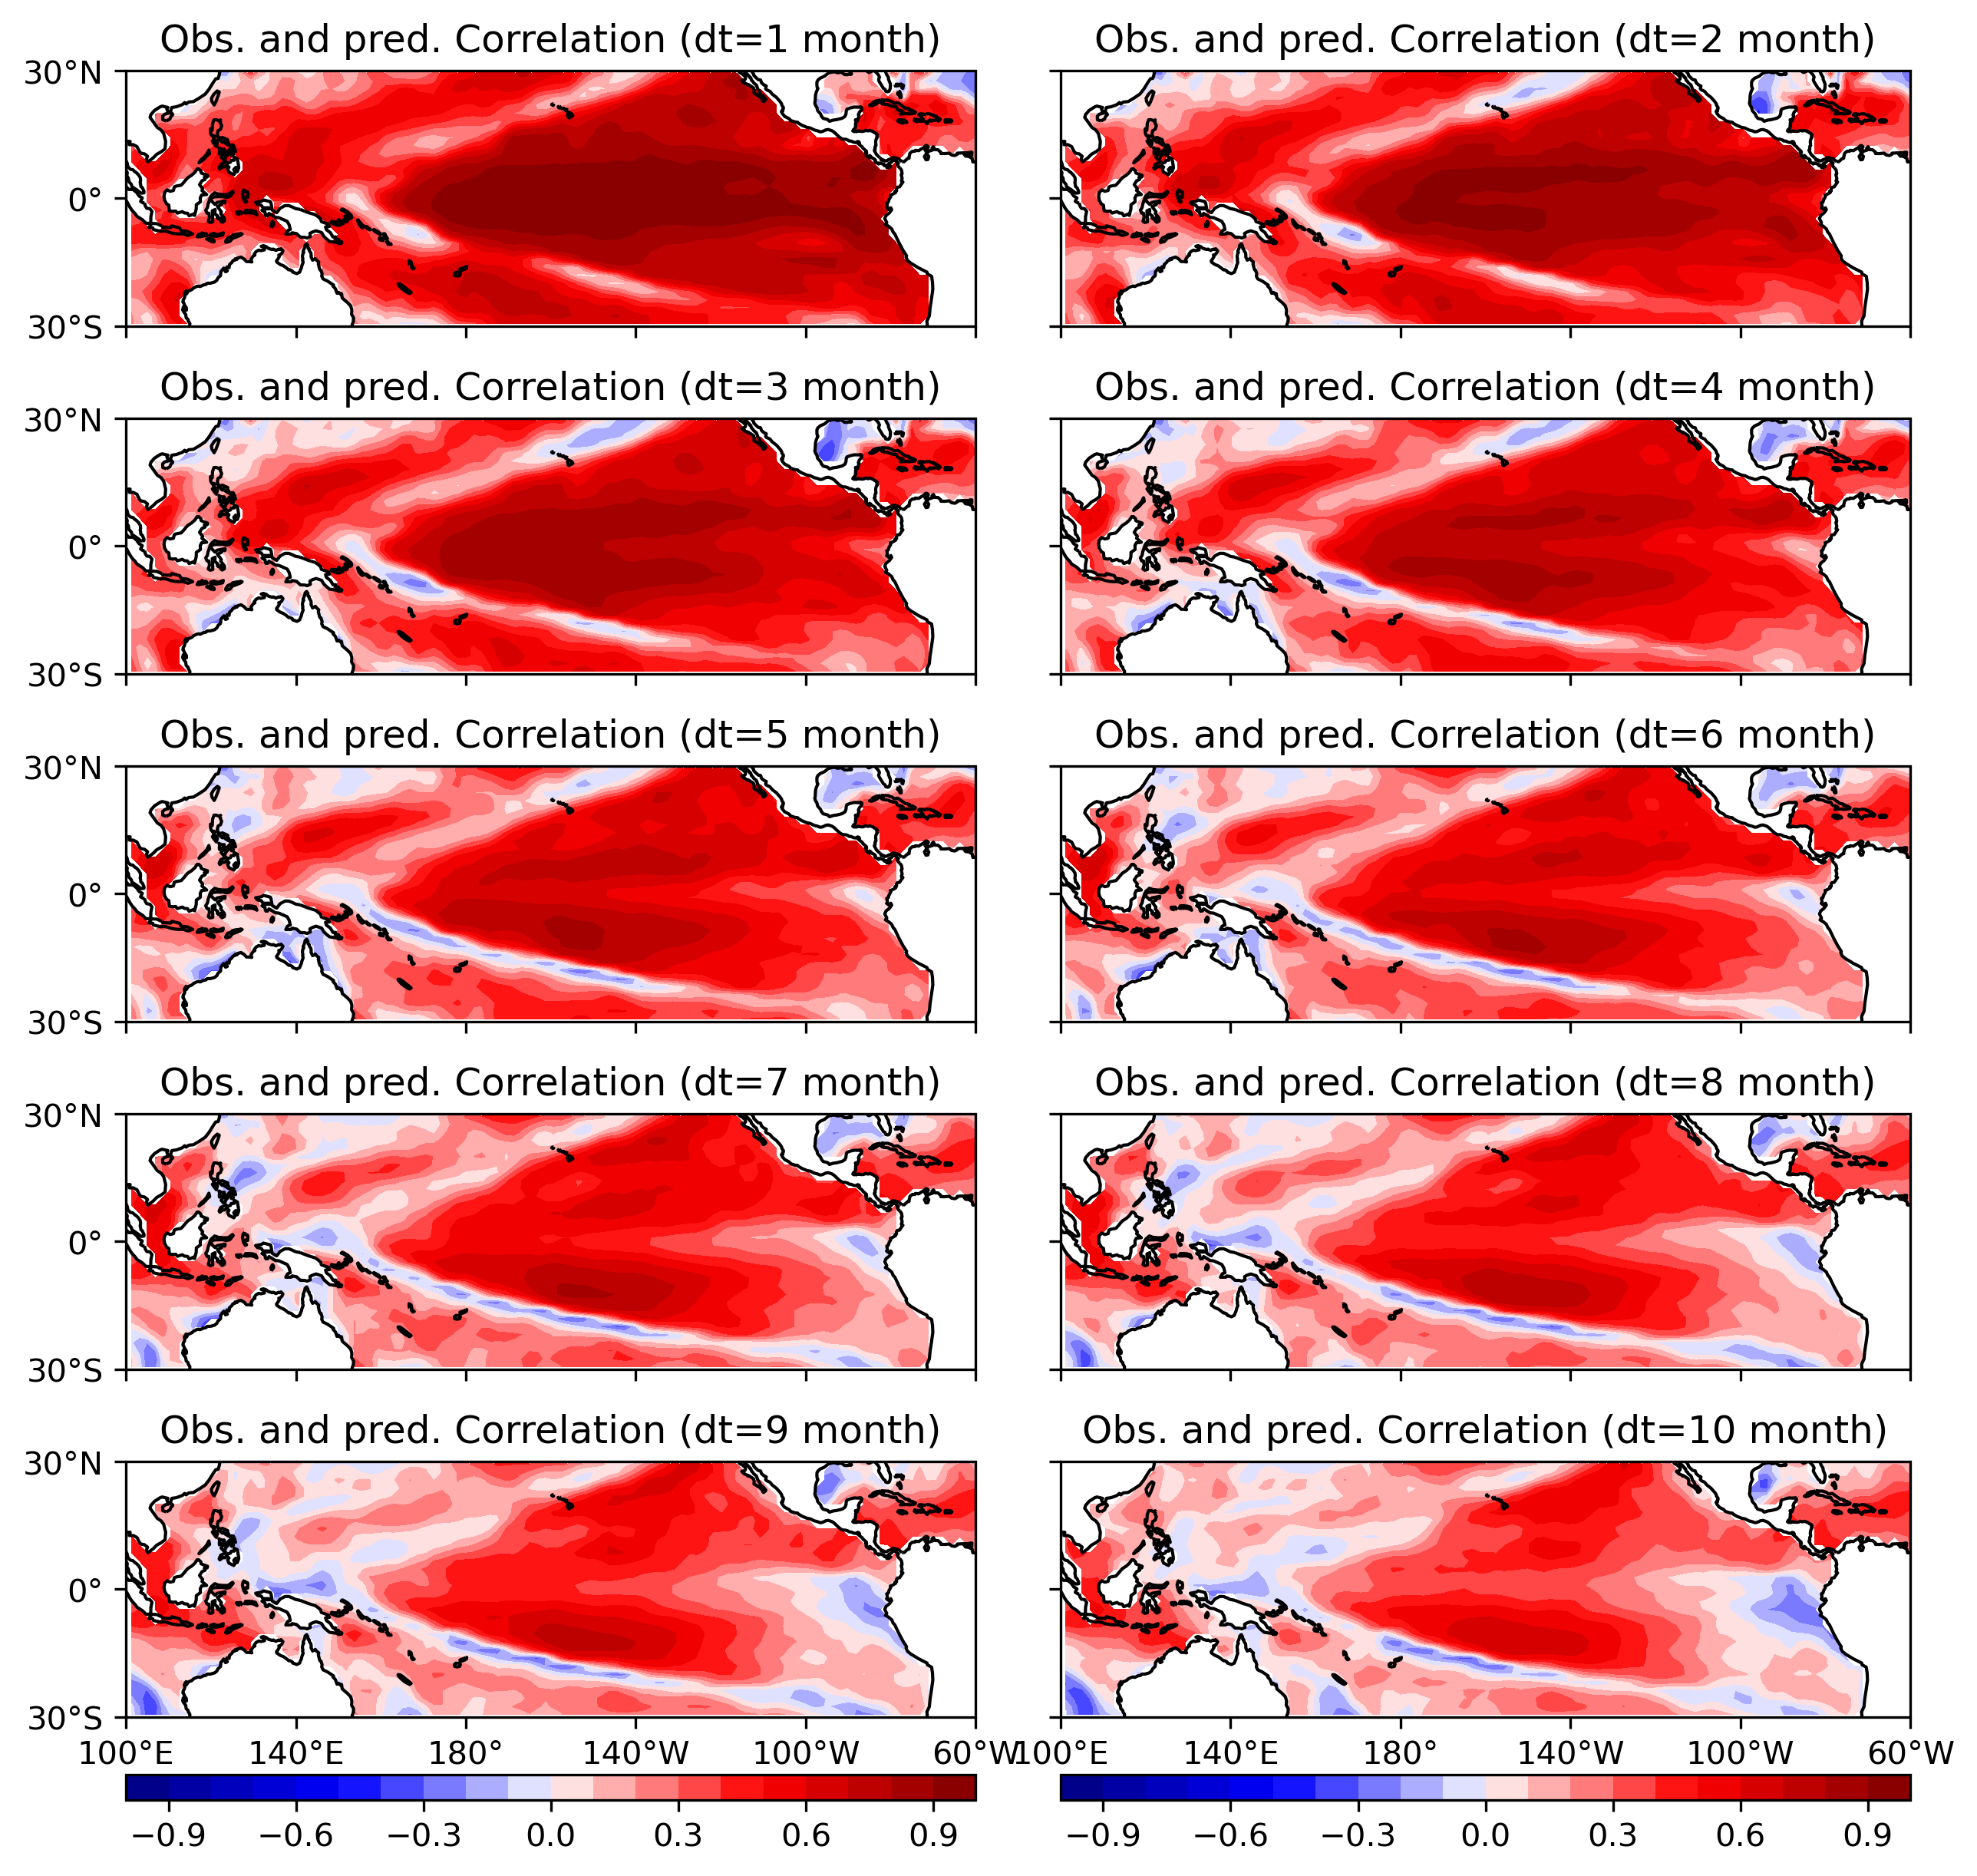 Obs. and pred. Correlation (dt=1 month) Obs. and pred. Correlation (dt=2 month)
30°N
0°
30°S
Obs. and pred. Correlation (dt=3 month) Obs. and pred. Correlation (dt=4 month)
30°N
0°
30°S
Obs. and pred. Correlation (dt=5 month) Obs. and pred. Correlation (dt=6 month)
30°N
0°
30°S
Obs. and pred. Correlation (dt=7 month) Obs. and pred. Correlation (dt=8 month)
30°N
0°
30°S
Obs. and pred. Correlation (dt=9 month) Obs. and pred. Correlation (dt=10 month)
30°N
0°
30°S
100°E 140°E 180° 140°W 100°W 60°W 100°E 140°E 180° 140°W 100°W 60°W
−0.9 −0.6 −0.3 0.0 0.3 0.6 0.9 −0.9 −0.6 −0.3 0.0 0.3 0.6 0.9